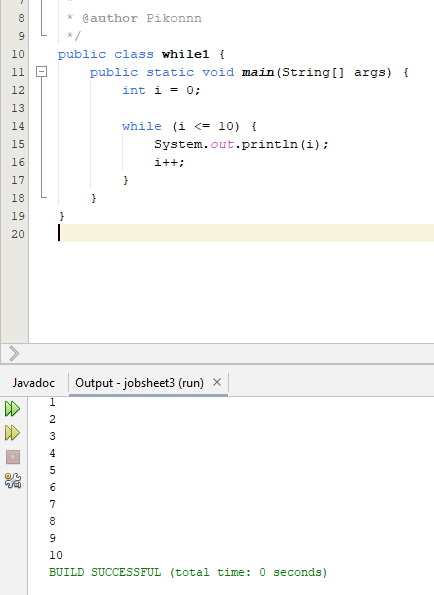 7 *
8 * @author Pikonnn
9 */
10 public class while1 {
11 public static void main(String[] args) {
12 int i = 0;
13
14 while (i <= 10) {
15 System.out.println(i);
16 i++;
17 }
18 }
19 }
20
Javadoc Output - jobsheet3 (run) ×
1
2
3
4
5
6
7
8
9
10
BUILD SUCCESSFUL (total time: 0 seconds)